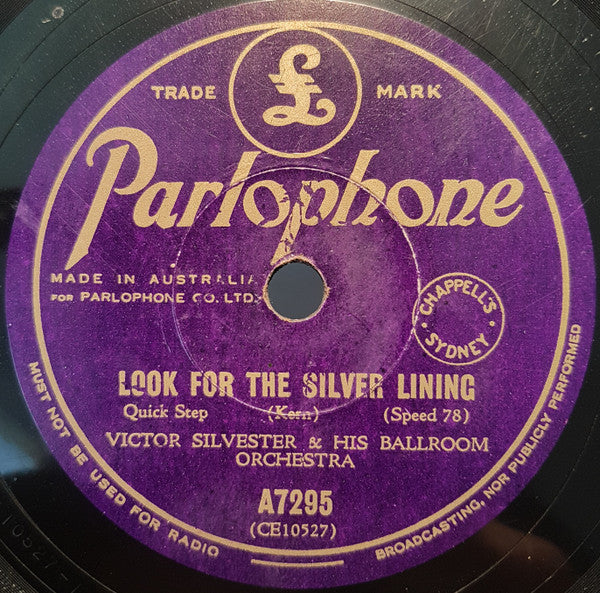 TRADE £ MARK
Parlophone
MADE IN AUSTRALIA
FOR PARLOPHONE CO. LTD.
CHAPPELL'S
SYDNEY
LOOK FOR THE SILVER LINING
Quick Step (Kern) (Speed 78)
VICTOR SILVESTER & HIS BALLROOM
ORCHESTRA
A7295
(CE10527)
MUST NOT BE USED FOR RADIO
BROADCASTING, NOR PUBLICLY PERFORMED